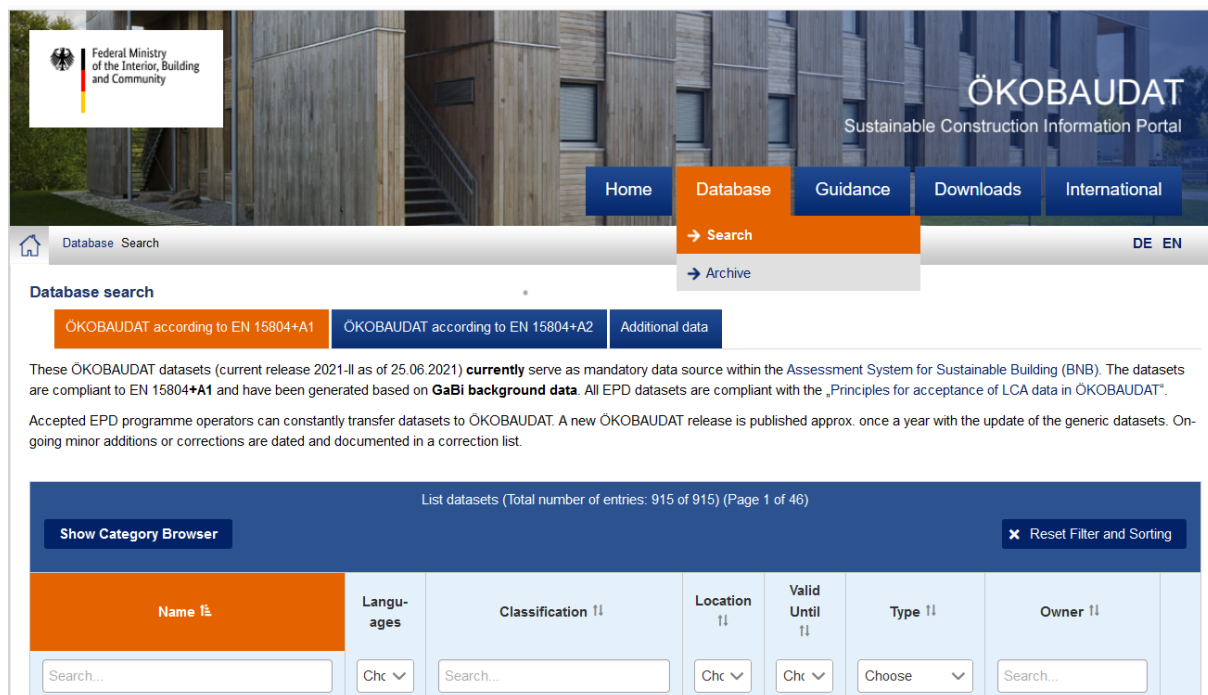 Federal Ministry
of the Interior, Building
and Community
ÖKOBAUDAT
Sustainable Construction Information Portal
Home Database Guidance Downloads International
Database Search
Search
DE EN
Archive
Database search
ÖKOBAUDAT according to EN 15804+A1 ÖKOBAUDAT according to EN 15804+A2 Additional data
These ÖKOBAUDAT datasets (current release 2021-II as of 25.06.2021) currently serve as mandatory data source within the Assessment System for Sustainable Building (BNB). The datasets
are compliant to EN 15804+A1 and have been generated based on GaBi background data. All EPD datasets are compliant with the „Principles for acceptance of LCA data in ÖKOBAUDAT".
Accepted EPD programme operators can constantly transfer datasets to ÖKOBAUDAT. A new ÖKOBAUDAT release is published approx. once a year with the update of the generic datasets. On-
going minor additions or corrections are dated and documented in a correction list.
List datasets (Total number of entries: 915 of 915) (Page 1 of 46)
Show Category Browser
Reset Filter and Sorting
Name
Langu-
ages
Classification
Location
Valid
Until
Type
Owner
Search... Chc Search... Chc Chc Choose Search...